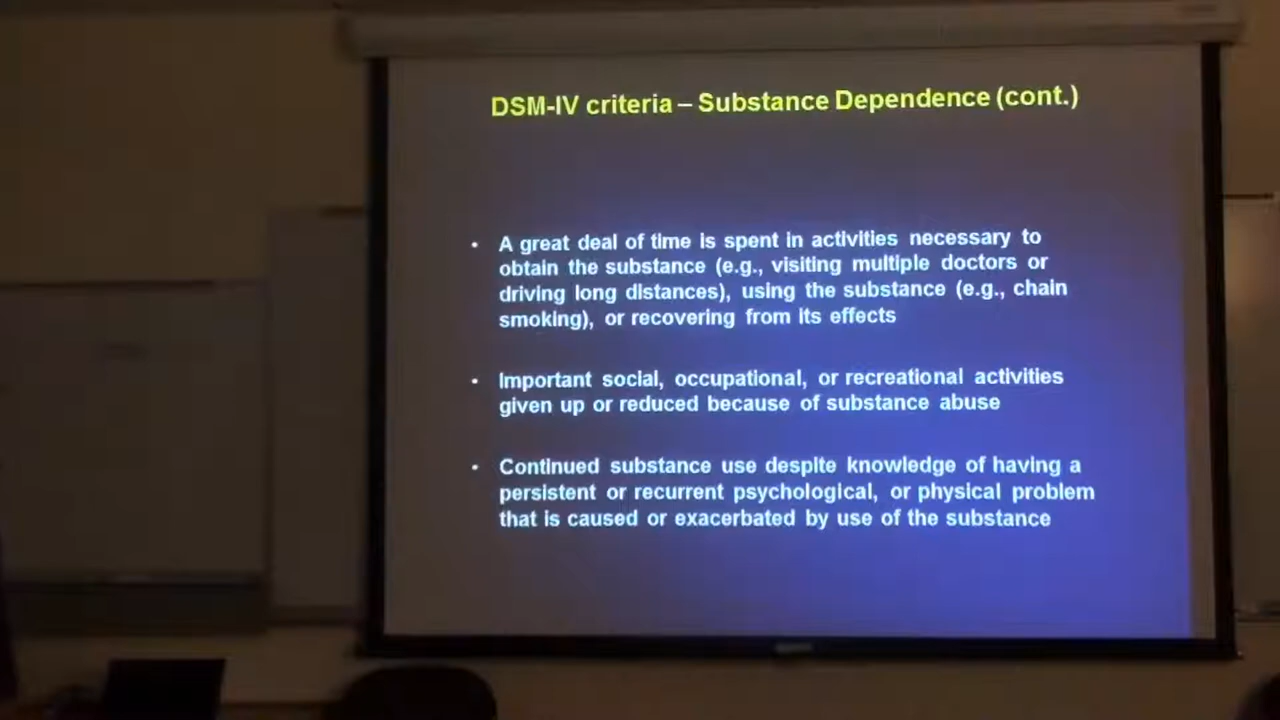 DSM-IV criteria – Substance Dependence (cont.)
• A great deal of time is spent in activities necessary to
obtain the substance (e.g., visiting multiple doctors or
driving long distances), using the substance (e.g., chain
smoking), or recovering from its effects
• Important social, occupational, or recreational activities
given up or reduced because of substance abuse
• Continued substance use despite knowledge of having a
persistent or recurrent psychological, or physical problem
that is caused or exacerbated by use of the substance